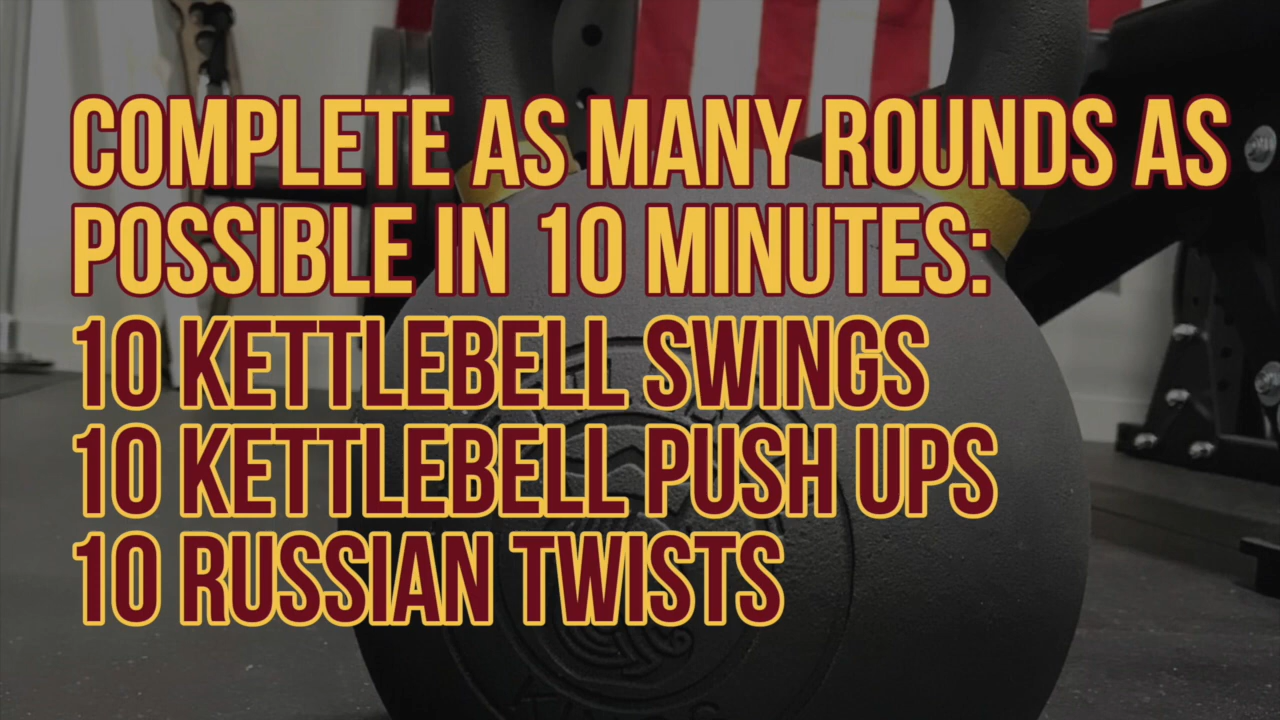 COMPLETE AS MANY ROUNDS AS
POSSIBLE IN 10 MINUTES:
10 KETTLEBELL SWINGS
10 KETTLEBELL PUSH UPS
10 RUSSIAN TWISTS